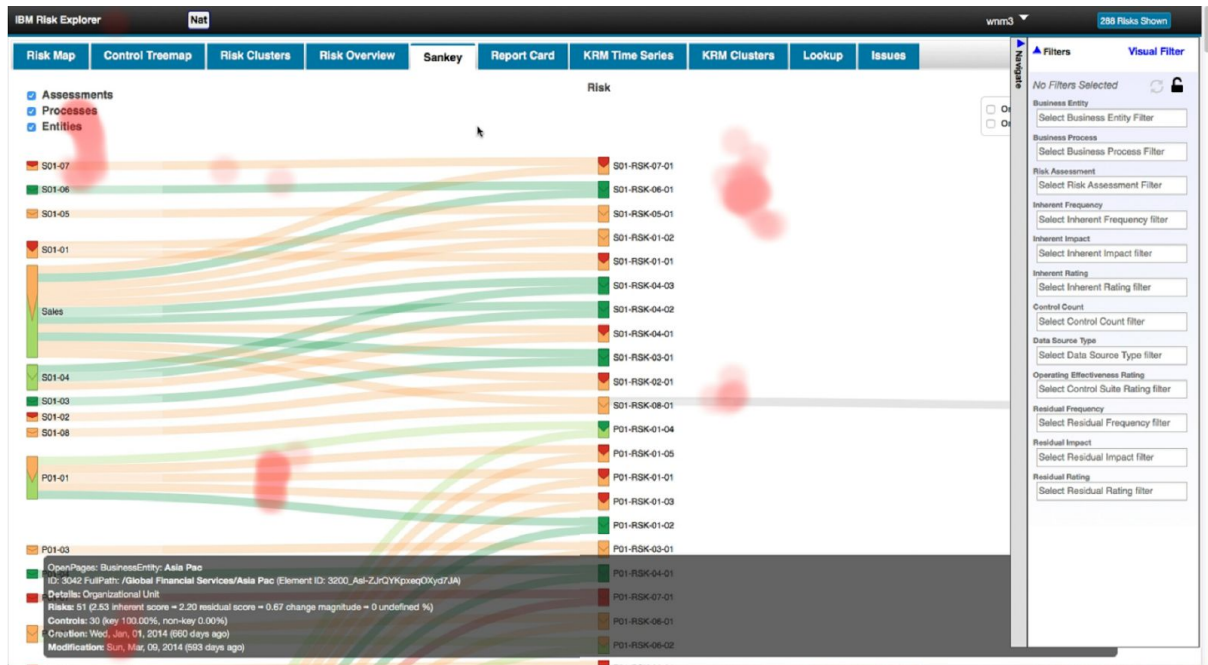 IBM Risk Explorer
Nat
wnm3
288 Risks Shown
Risk Map
Control Treemap
Risk Clusters
Risk Overview
Sankey
Report Card
KRM Time Series
KRM Clusters
Lookup
Issues
Navigate
Filters
Visual Filter
Assessments
Processes
Entities
Risk
No Filters Selected
Business Entity
Select Business Entity Filter
Business Process
Select Business Process Filter
Risk Assessment
Select Risk Assessment Filter
Inherent Frequency
Select Inherent Frequency filter
Inherent Impact
Select Inherent Impact filter
Inherent Rating
Select Inherent Rating filter
Control Count
Select Control Count filter
Data Source Type
Select Data Source Type filter
Operating Effectiveness Rating
Select Control Suite Rating filter
Residual Frequency
Select Residual Frequency filter
Residual Impact
Select Residual Impact filter
Residual Rating
Select Residual Rating filter
S01-07
S01-06
S01-05
S01-01
Sales
S01-04
S01-03
S01-02
S01-08
P01-01
P01-03
S01-RSK-07-01
S01-RSK-06-01
S01-RSK-05-01
S01-RSK-01-02
S01-RSK-01-01
S01-RSK-04-03
S01-RSK-04-02
S01-RSK-04-01
S01-RSK-03-01
S01-RSK-02-01
S01-RSK-08-01
P01-RSK-01-04
P01-RSK-01-05
P01-RSK-01-01
P01-RSK-01-03
P01-RSK-01-02
P01-RSK-03-01
P01-RSK-04-01
P01-RSK-07-01
P01-RSK-06-01
P01-RSK-06-02
OpenPages: BusinessEntity: Asia Pac
ID: 3042 FullPath: /Global Financial Services/Asia Pac (Element ID: 3200_AsI-ZJrQYKpxeqOXyd7JA)
Details: Organizational Unit
Risks: 51 (2.53 inherent score → 2.20 residual score → 0.67 change magnitude → 0 undefined %)
Controls: 30 (key 100.00%, non-key 0.00%)
Creation: Wed, Jan, 01, 2014 (660 days ago)
Modification: Sun, Mar, 09, 2014 (593 days ago)